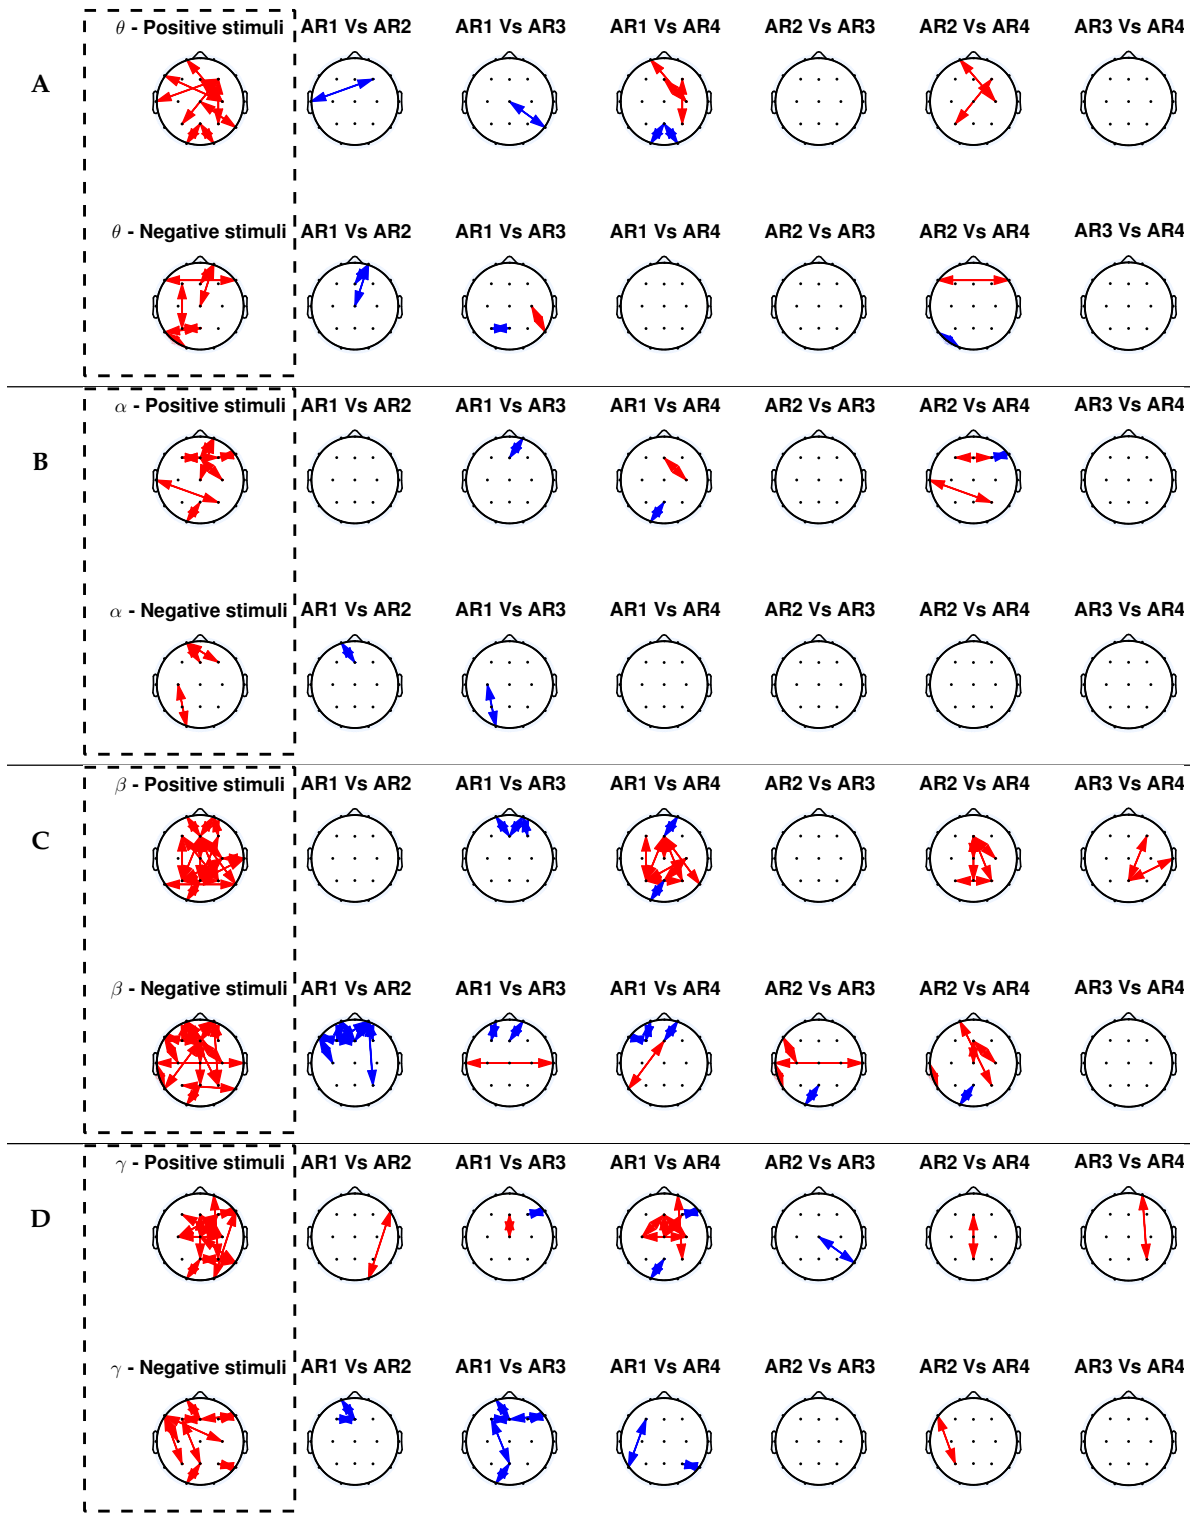 θ - Positive stimuli AR1 Vs AR2 AR1 Vs AR3 AR1 Vs AR4 AR2 Vs AR3 AR2 Vs AR4 AR3 Vs AR4
A
θ - Negative stimuli AR1 Vs AR2 AR1 Vs AR3 AR1 Vs AR4 AR2 Vs AR3 AR2 Vs AR4 AR3 Vs AR4
α - Positive stimuli AR1 Vs AR2 AR1 Vs AR3 AR1 Vs AR4 AR2 Vs AR3 AR2 Vs AR4 AR3 Vs AR4
B
α - Negative stimuli AR1 Vs AR2 AR1 Vs AR3 AR1 Vs AR4 AR2 Vs AR3 AR2 Vs AR4 AR3 Vs AR4
β - Positive stimuli AR1 Vs AR2 AR1 Vs AR3 AR1 Vs AR4 AR2 Vs AR3 AR2 Vs AR4 AR3 Vs AR4
C
β - Negative stimuli AR1 Vs AR2 AR1 Vs AR3 AR1 Vs AR4 AR2 Vs AR3 AR2 Vs AR4 AR3 Vs AR4
γ - Positive stimuli AR1 Vs AR2 AR1 Vs AR3 AR1 Vs AR4 AR2 Vs AR3 AR2 Vs AR4 AR3 Vs AR4
D
γ - Negative stimuli AR1 Vs AR2 AR1 Vs AR3 AR1 Vs AR4 AR2 Vs AR3 AR2 Vs AR4 AR3 Vs AR4